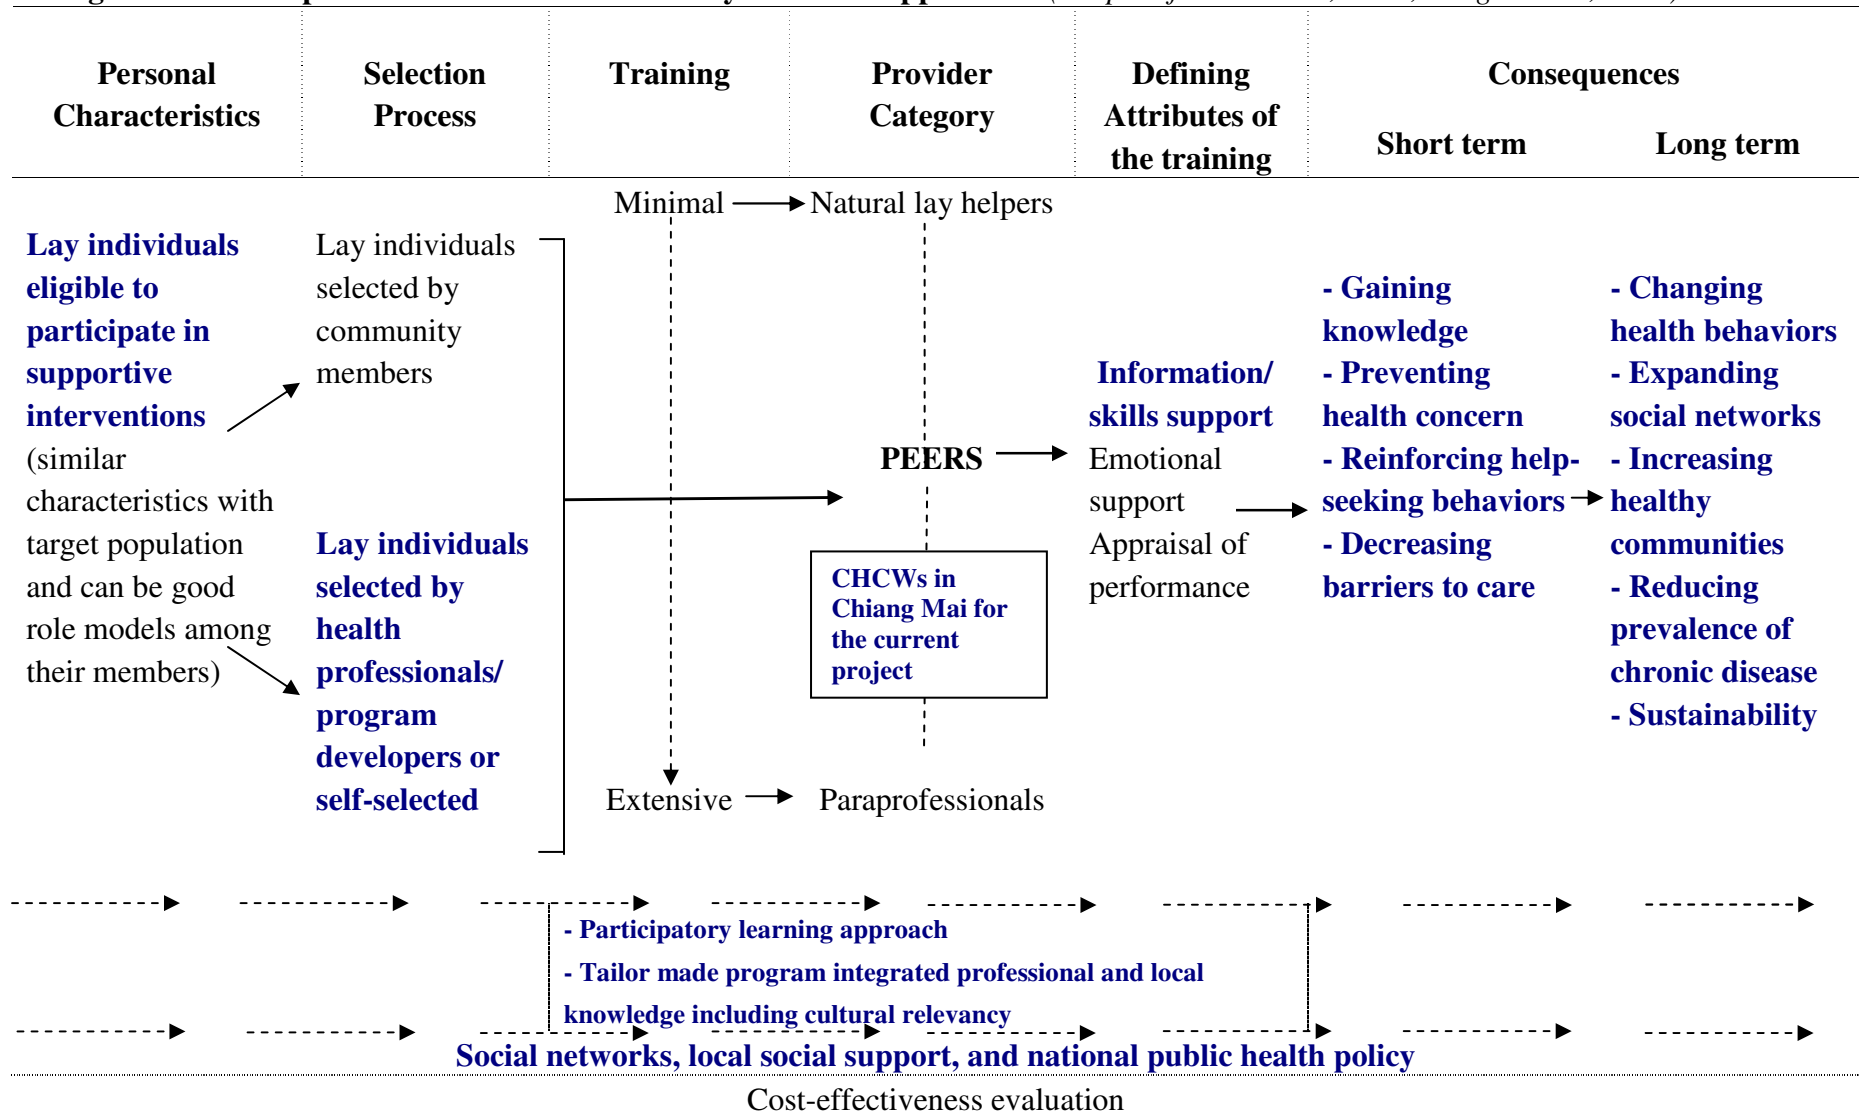 Personal
Characteristics
Selection
Process
Training
Provider
Category
Defining
Attributes of
the training
Consequences
Short term
Long term
Minimal
Natural lay helpers
Lay individuals
eligible to
participate in
supportive
interventions
(similar
characteristics with
target population
and can be good
role models among
their members)
Lay individuals
selected by
community
members
Lay individuals
selected by
health
professionals/
program
developers or
self-selected
PEERS
CHCWs in
Chiang Mai for
the current
project
Extensive
Paraprofessionals
Information/
skills support
Emotional
support
Appraisal of
performance
- Gaining
knowledge
- Preventing
health concern
- Reinforcing help-
seeking behaviors
- Decreasing
barriers to care
- Changing
health behaviors
- Expanding
social networks
- Increasing
healthy
communities
- Reducing
prevalence of
chronic disease
- Sustainability
- Participatory learning approach
- Tailor made program integrated professional and local
knowledge including cultural relevancy
Social networks, local social support, and national public health policy
Cost-effectiveness evaluation